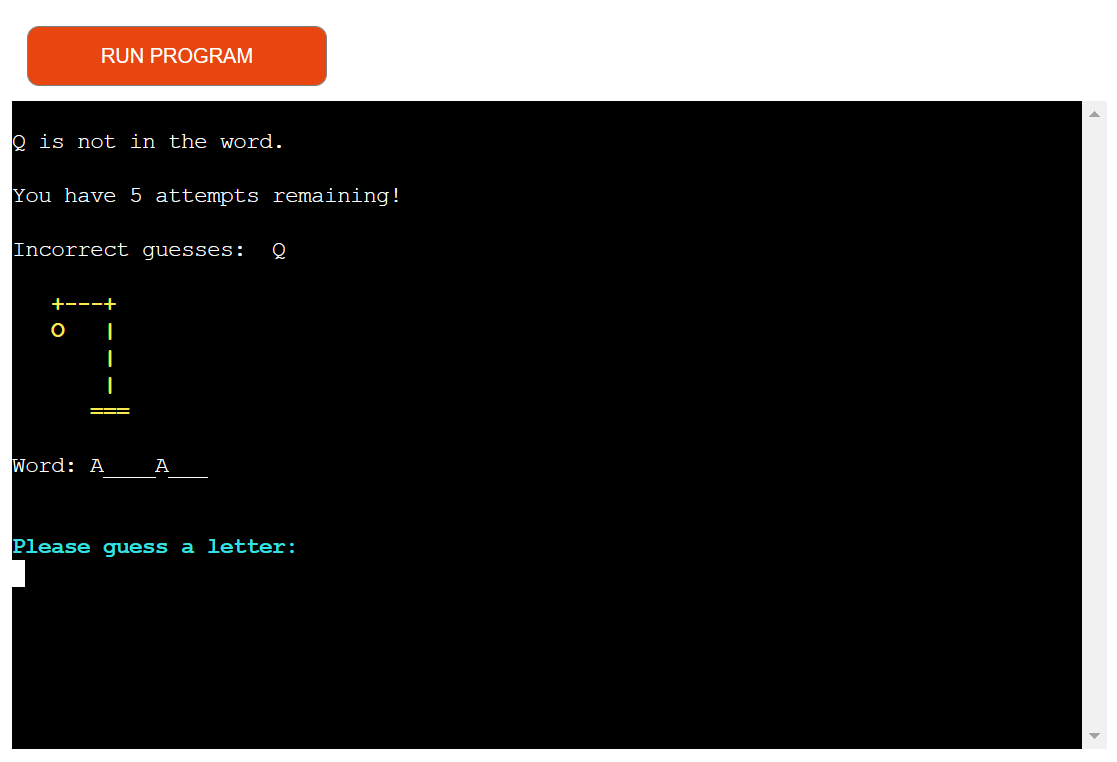 RUN PROGRAM
Q is not in the word.
You have 5 attempts remaining!
Incorrect guesses:  Q
   +---+
   O   |
       |
       |
      ===
Word: A____A___
Please guess a letter: